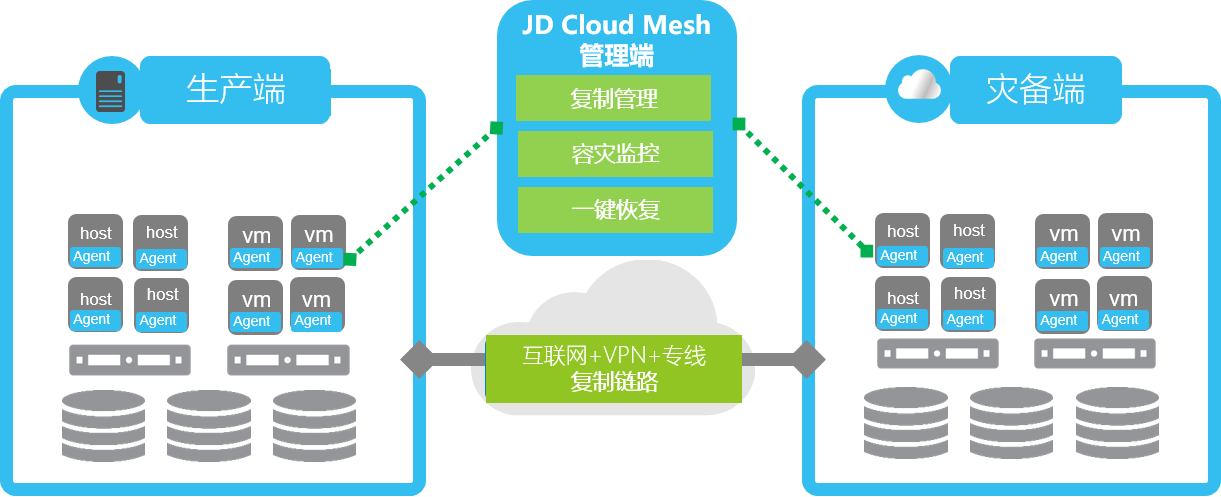 JD Cloud Mesh
管理端
复制管理
容灾监控
一键恢复
生产端
host
Agent
host
Agent
vm
Agent
vm
Agent
host
Agent
host
Agent
vm
Agent
vm
Agent
互联网+VPN+专线
复制链路
灾备端
host
Agent
host
Agent
vm
Agent
vm
Agent
host
Agent
host
Agent
vm
Agent
vm
Agent